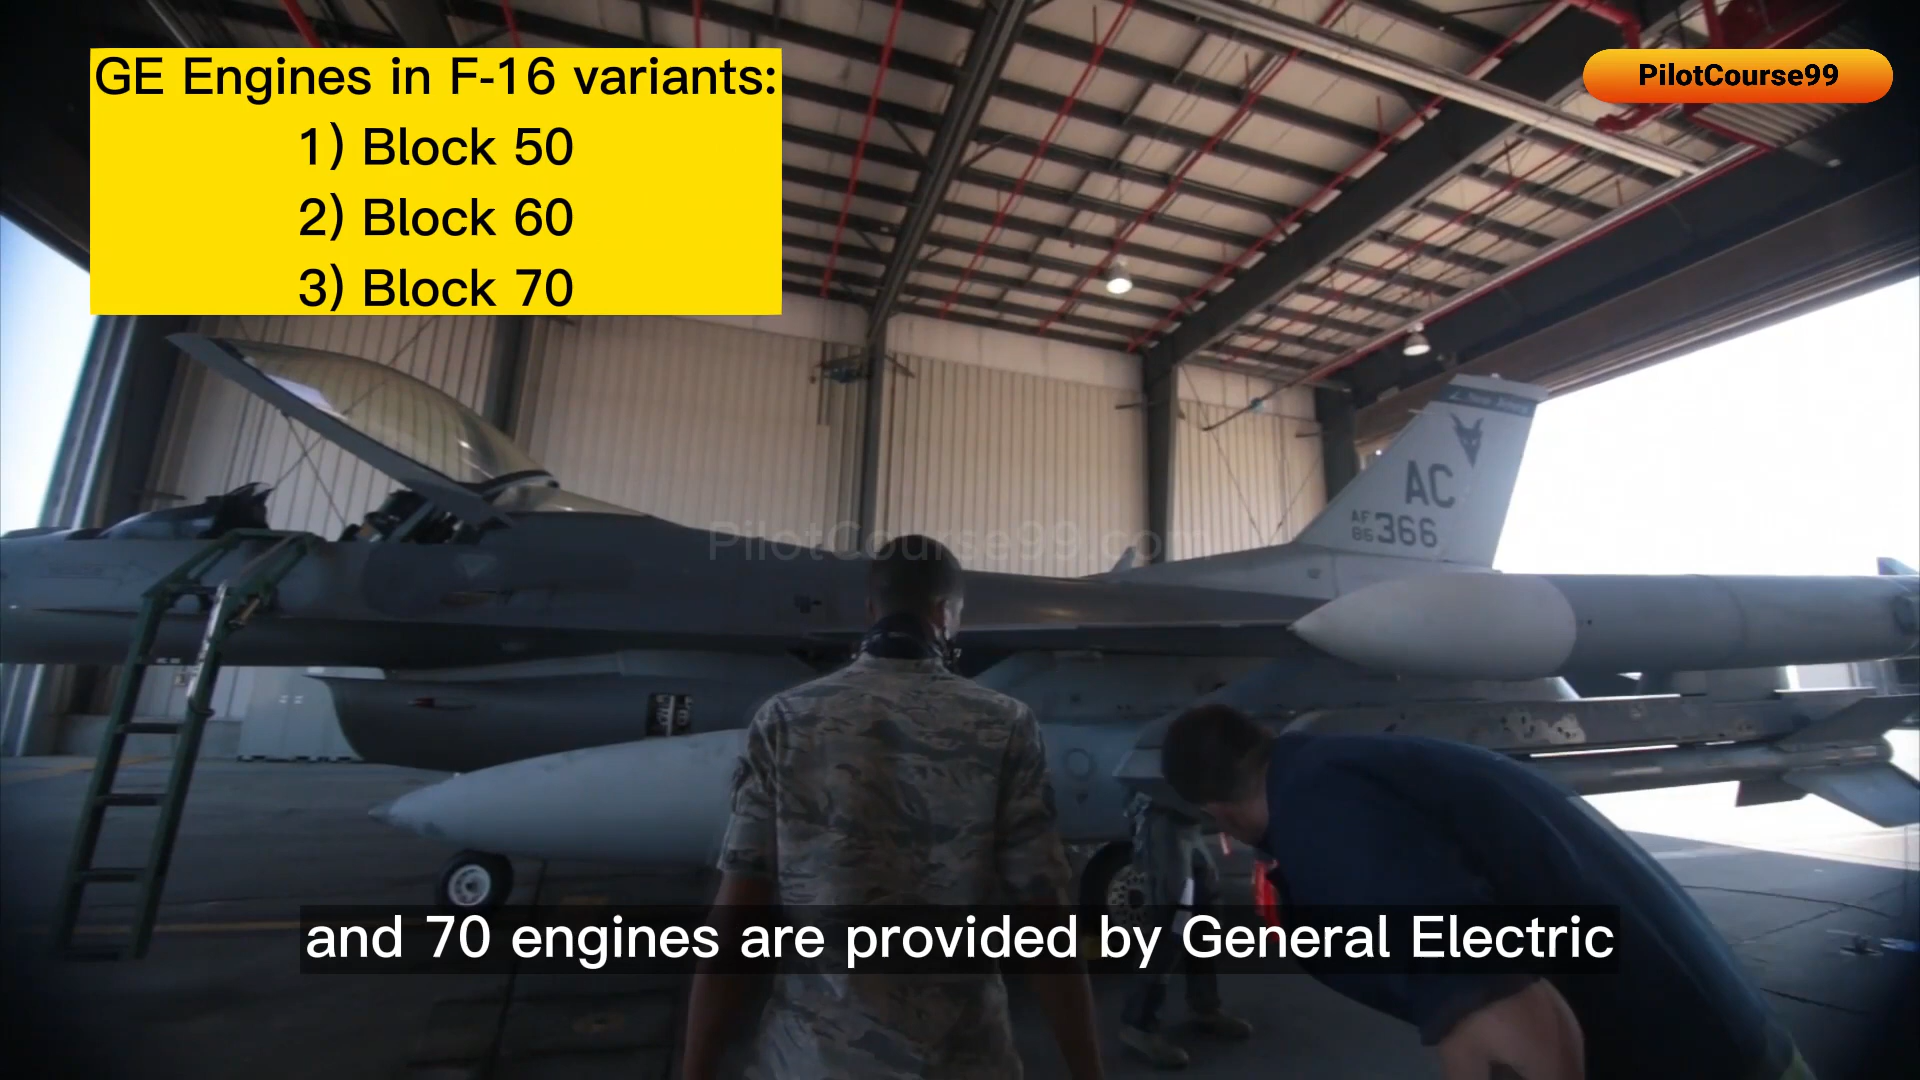 GE Engines in F-16 variants:
1) Block 50
2) Block 60
3) Block 70
PilotCourse99
AC
AF
86 366
PilotCourse99.com
and 70 engines are provided by General Electric